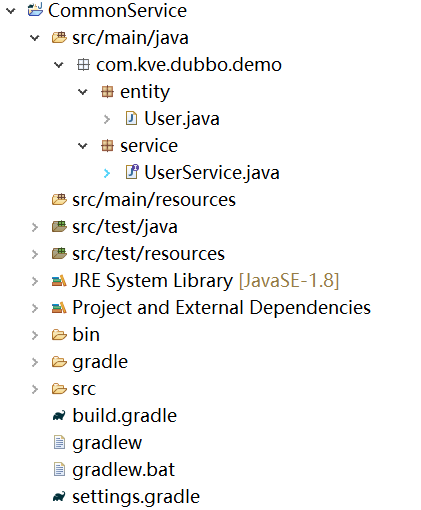 CommonService
src/main/java
com.kve.dubbo.demo
entity
User.java
service
UserService.java
src/main/resources
src/test/java
src/test/resources
JRE System Library [JavaSE-1.8]
Project and External Dependencies
bin
gradle
src
build.gradle
gradlew
gradlew.bat
settings.gradle